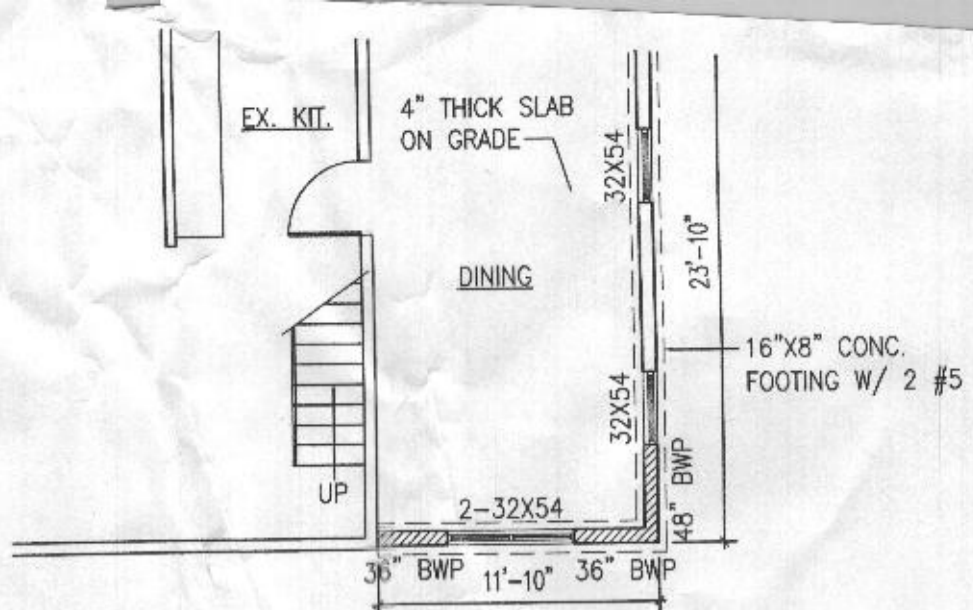 EX. KIT.
4" THICK SLAB
ON GRADE
32X54
DINING
23'-10"
16"X8" CONC.
FOOTING W/ 2 #5
32X54
UP
2-32X54
48" BWP
36" BWP
11'-10"
36" BWP